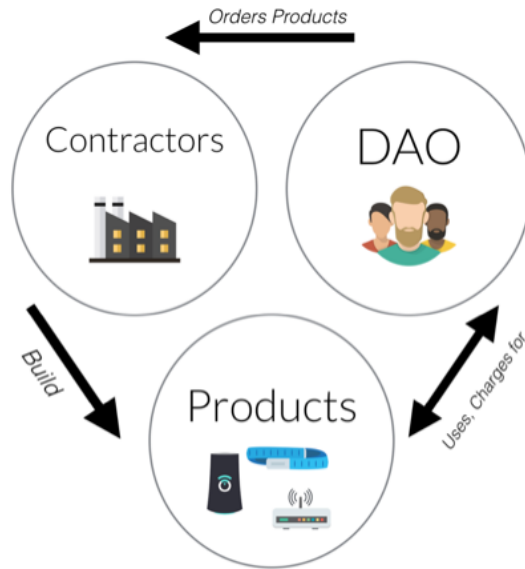 Orders Products
Contractors
DAO
Build
Products
Uses, Charges for